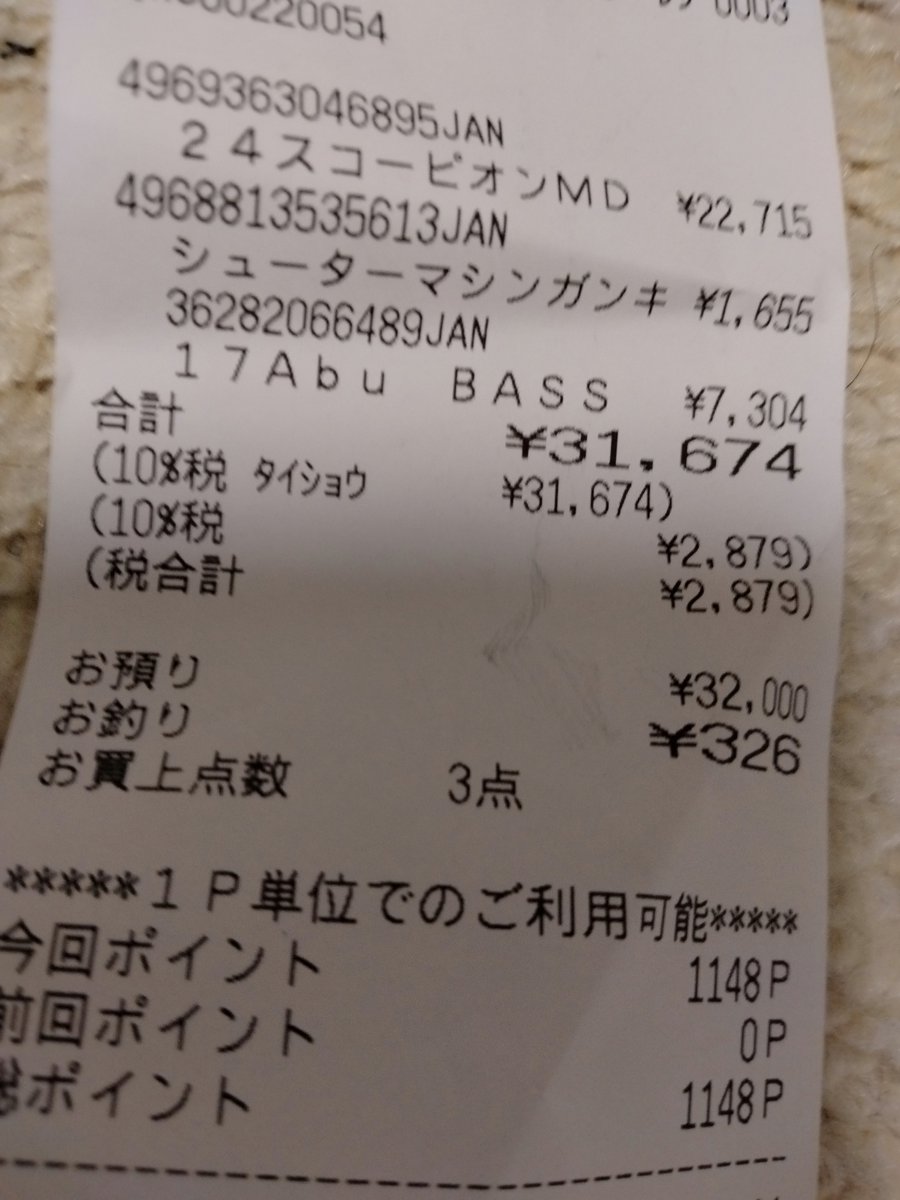 0003
220054
4969363046895JAN
２４スコーピオンＭＤ ¥22,715
4968813535613JAN
シューターマシンガンキ ¥1,655
36282066489JAN
１７Ａｂｕ ＢＡＳＳ ¥7,304
合計 ¥31,674
(10%税 ﾀｲｼｮｳ ¥31,674)
(10%税 ¥2,879)
(税合計 ¥2,879)
お預り ¥32,000
お釣り ¥326
お買上点数 3点
*****１Ｐ単位でのご利用可能*****
今回ポイント 1148Ｐ
前回ポイント 0Ｐ
ポイント 1148Ｐ